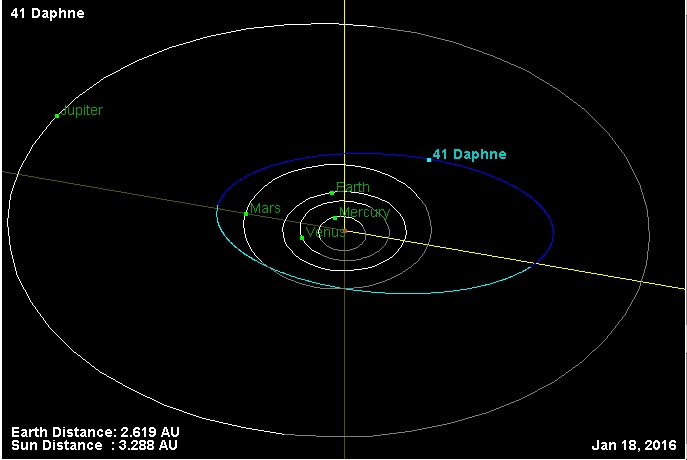 41 Daphne
Jupiter
41 Daphne
Earth
Mars
Mercury
Venus
Earth Distance: 2.619 AU
Sun Distance  : 3.288 AU
Jan 18, 2016